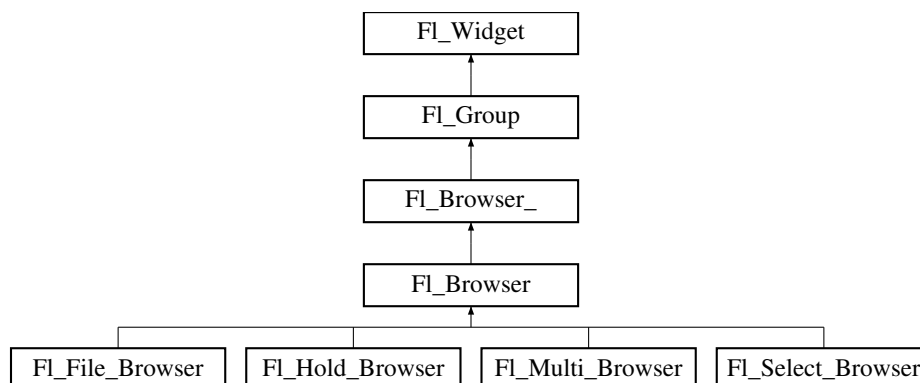 Fl_Widget
Fl_Group
Fl_Browser_
Fl_Browser
Fl_File_Browser Fl_Hold_Browser Fl_Multi_Browser Fl_Select_Browser